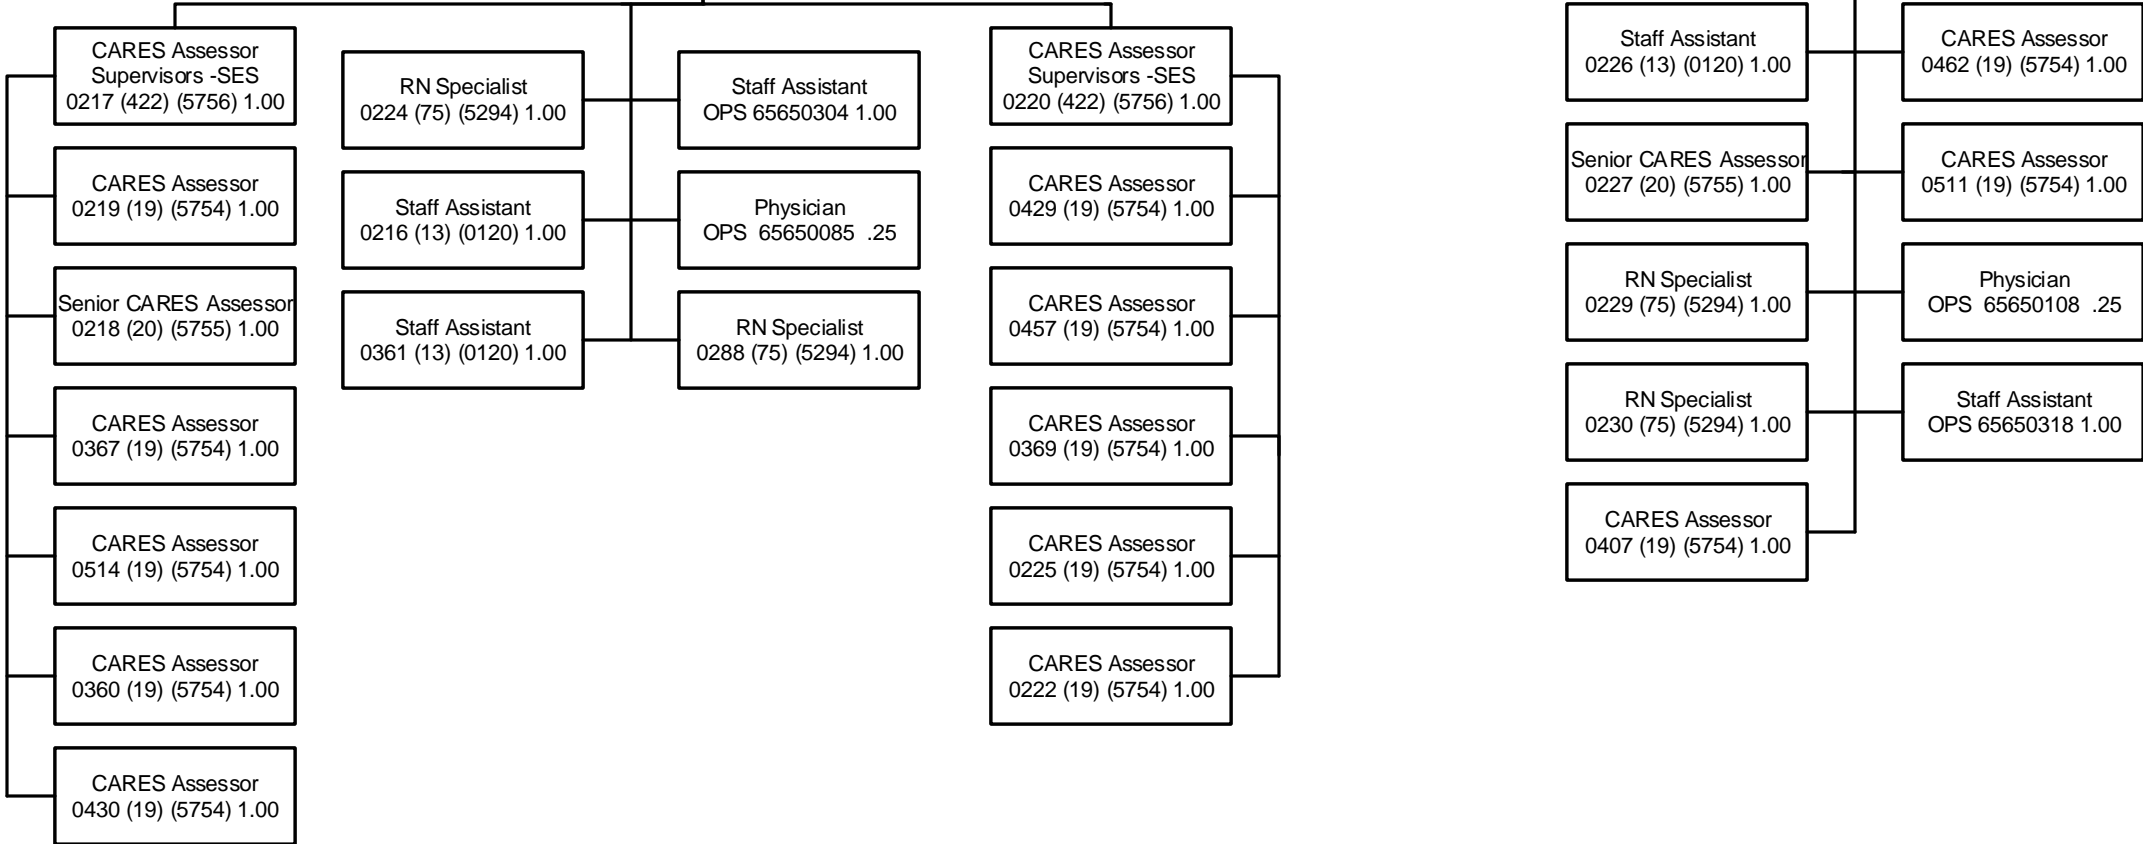 CARES Assessor
Supervisors -SES
0217 (422) (5756) 1.00
CARES Assessor
0219 (19) (5754) 1.00
Senior CARES Assessor
0218 (20) (5755) 1.00
CARES Assessor
0367 (19) (5754) 1.00
CARES Assessor
0514 (19) (5754) 1.00
CARES Assessor
0360 (19) (5754) 1.00
CARES Assessor
0430 (19) (5754) 1.00
RN Specialist
0224 (75) (5294) 1.00
Staff Assistant
0216 (13) (0120) 1.00
Staff Assistant
0361 (13) (0120) 1.00
Staff Assistant
OPS 65650304 1.00
Physician
OPS 65650085 .25
RN Specialist
0288 (75) (5294) 1.00
CARES Assessor
Supervisors -SES
0220 (422) (5756) 1.00
CARES Assessor
0429 (19) (5754) 1.00
CARES Assessor
0457 (19) (5754) 1.00
CARES Assessor
0369 (19) (5754) 1.00
CARES Assessor
0225 (19) (5754) 1.00
CARES Assessor
0222 (19) (5754) 1.00
Staff Assistant
0226 (13) (0120) 1.00
Senior CARES Assessor
0227 (20) (5755) 1.00
RN Specialist
0229 (75) (5294) 1.00
RN Specialist
0230 (75) (5294) 1.00
CARES Assessor
0407 (19) (5754) 1.00
CARES Assessor
0462 (19) (5754) 1.00
CARES Assessor
0511 (19) (5754) 1.00
Physician
OPS 65650108 .25
Staff Assistant
OPS 65650318 1.00